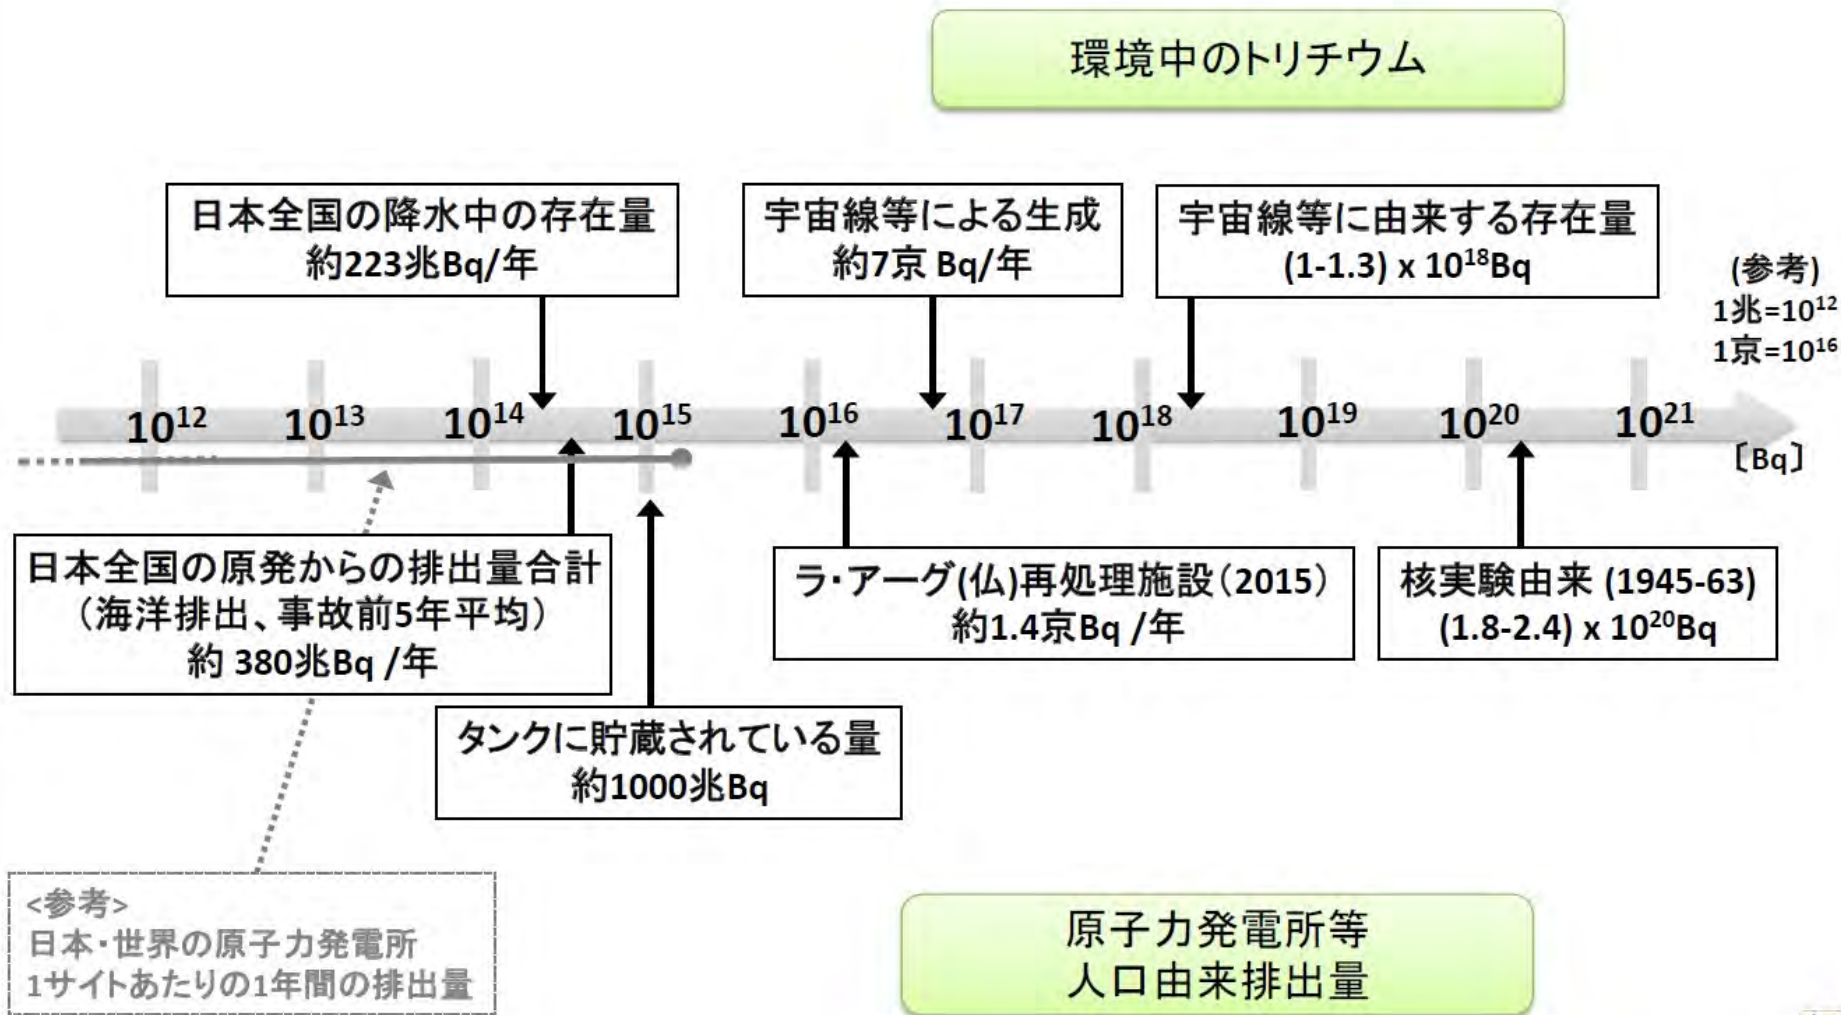 環境中のトリチウム
日本全国の降水中の存在量
約223兆Bq/年
宇宙線等による生成
約7京 Bq/年
宇宙線等に由来する存在量
(1-1.3) x 10¹⁸Bq
(参考)
1兆=10¹²
1京=10¹⁶
10¹² 10¹³ 10¹⁴ 10¹⁵ 10¹⁶ 10¹⁷ 10¹⁸ 10¹⁹ 10²⁰ 10²¹
〔Bq〕
日本全国の原発からの排出量合計
（海洋排出、事故前5年平均）
約 380兆Bq /年
ラ・アーグ(仏)再処理施設（2015）
約1.4京Bq /年
核実験由来 (1945-63)
(1.8-2.4) x 10²⁰Bq
タンクに貯蔵されている量
約1000兆Bq
<参考>
日本・世界の原子力発電所
1サイトあたりの1年間の排出量
原子力発電所等
人口由来排出量